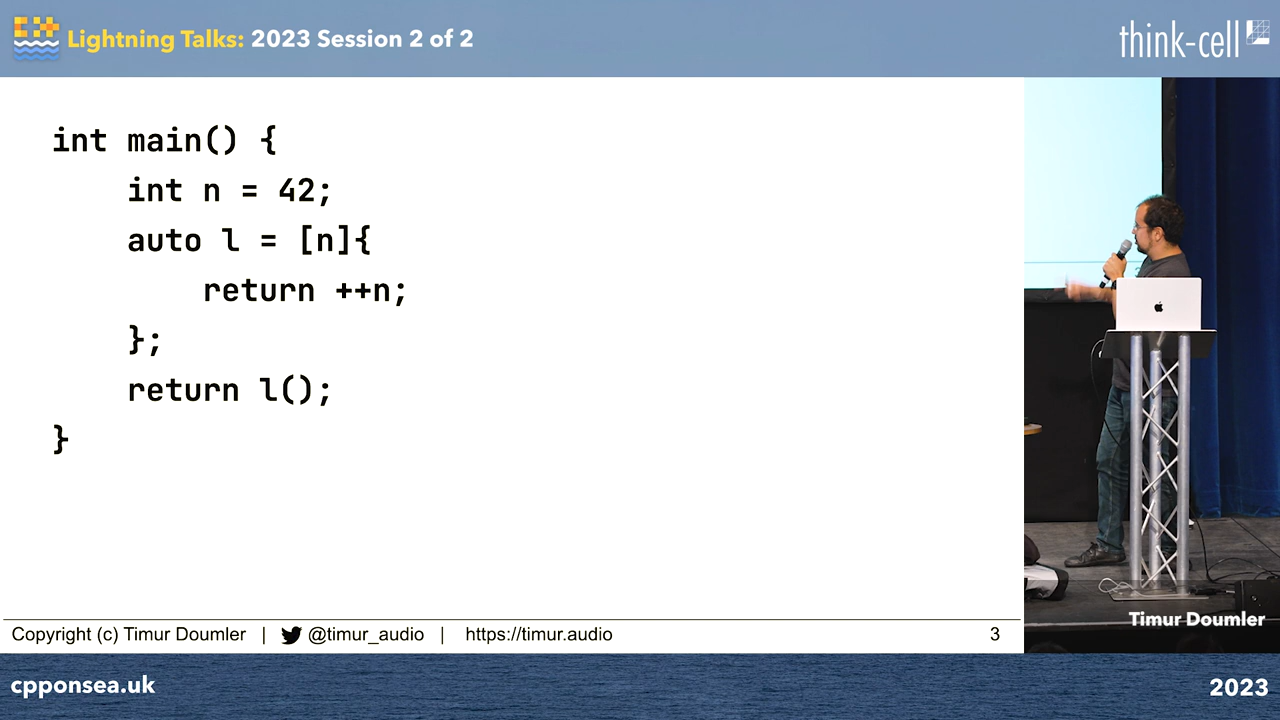 Lightning Talks: 2023 Session 2 of 2
think-cell
int main() {
    int n = 42;
    auto l = [n]{
        return ++n;
    };
    return l();
}
Copyright (c) Timur Doumler | @timur_audio | https://timur.audio
3
Timur Doumler
cpponsea.uk
2023